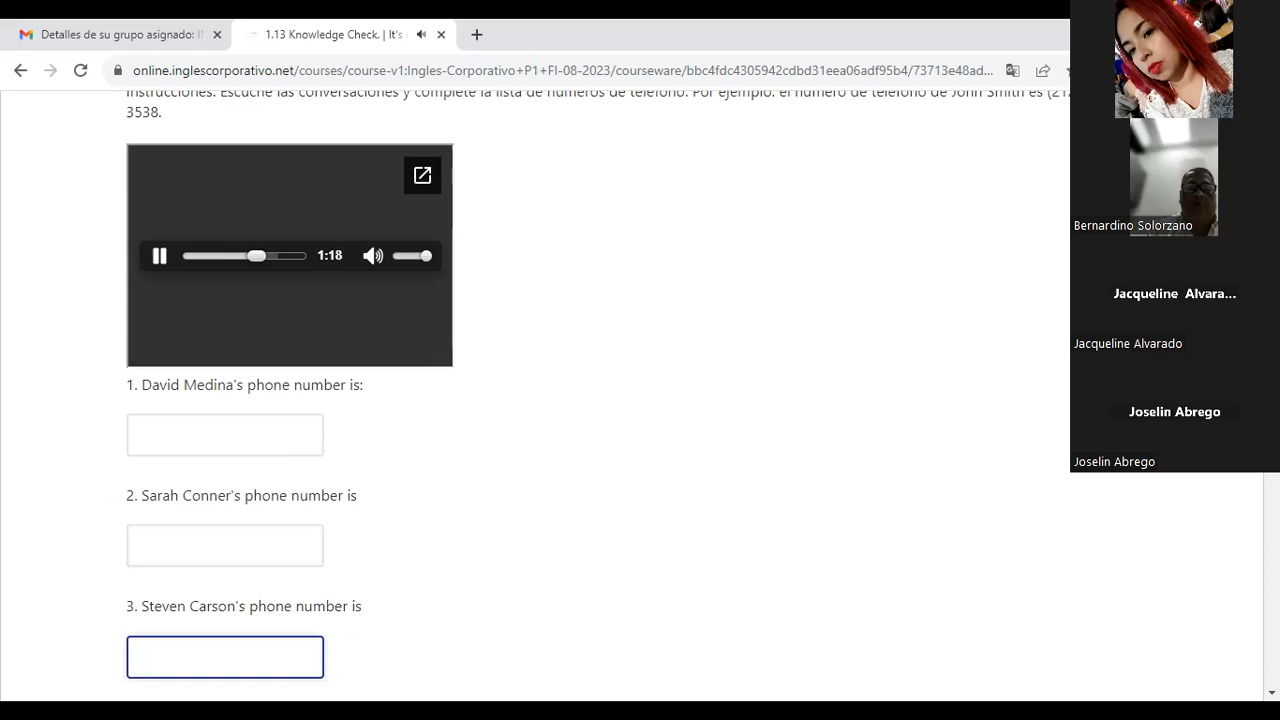 Detalles de su grupo asignado: I
1.13 Knowledge Check. | It's
online.inglescorporativo.net/courses/course-v1:Ingles-Corporativo+P1+FI-08-2023/courseware/bbc4fdc4305942cdbd31eea06adf95b4/73713e48ad...
Instrucciones: Escuche las conversaciones y complete la lista de números de teléfono. Por ejemplo: el número de teléfono de John Smith es (21
3538.
1:18
1. David Medina's phone number is:
2. Sarah Conner's phone number is
3. Steven Carson's phone number is
Bernardino Solorzano
Jacqueline Alvara...
Jacqueline Alvarado
Joselin Abrego
Joselin Abrego